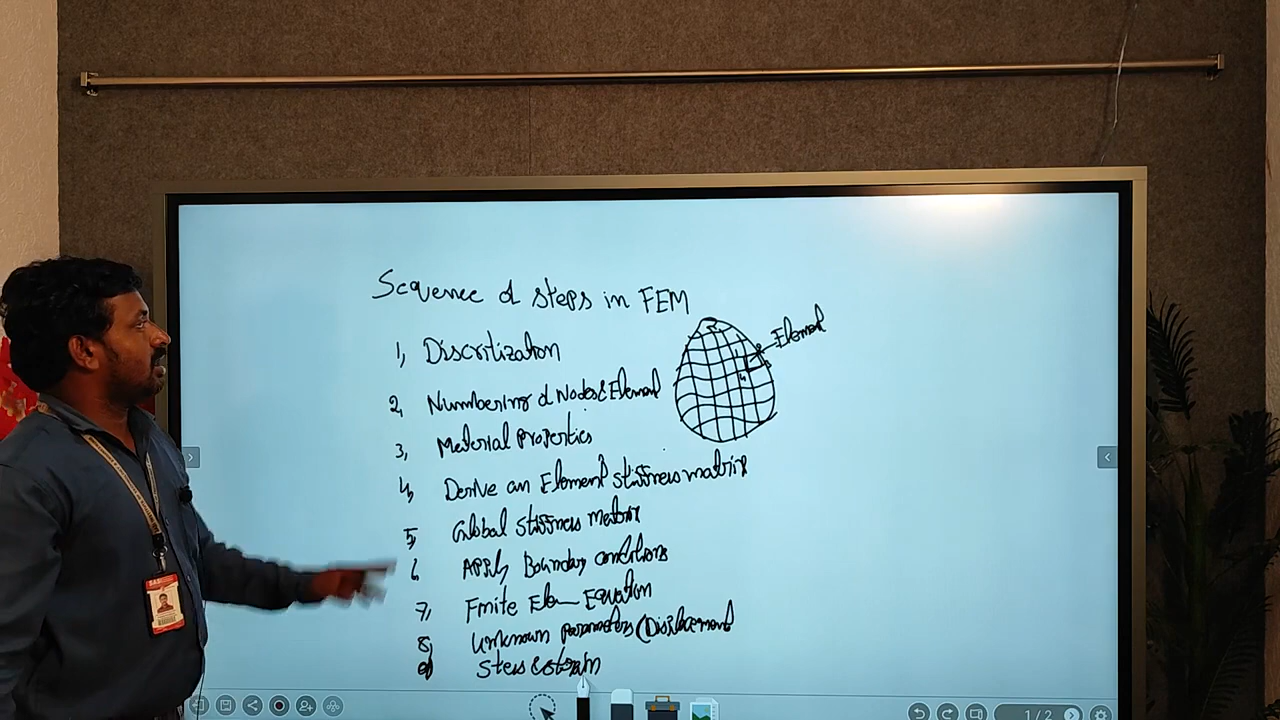 Sequence of steps in FEM
1, Discritization
Element
2, Numbering of Nodes & Element
3, Material Properties
4, Derive an Element stiffness matrix
5, Global stiffness matrix
6 Apply Boundary conditions
7, Finite Ele Equation
8, unknown parameters (Displacement
9) stress & strain
1/2